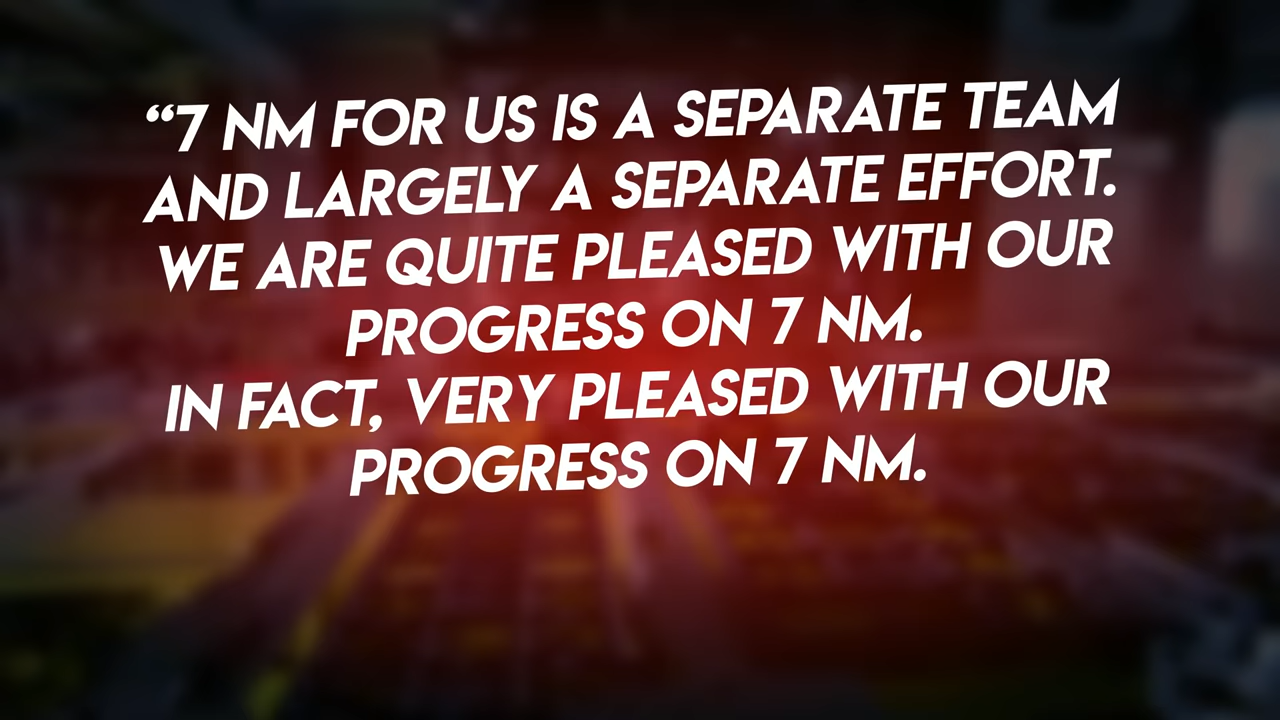 “7 NM FOR US IS A SEPARATE TEAM
AND LARGELY A SEPARATE EFFORT.
WE ARE QUITE PLEASED WITH OUR
PROGRESS ON 7 NM.
IN FACT, VERY PLEASED WITH OUR
PROGRESS ON 7 NM.